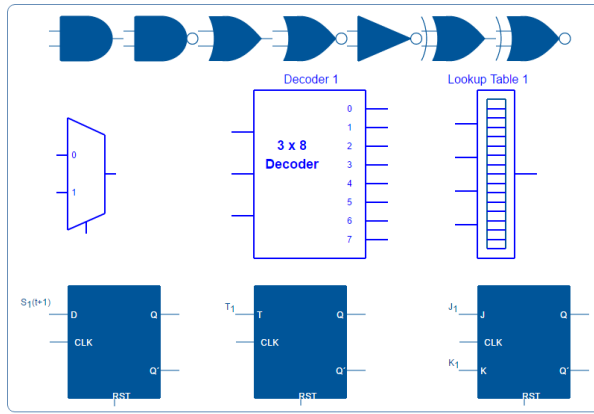 Decoder 1
Lookup Table 1
3 x 8
Decoder
0
1
2
3
4
5
6
7
0
1
S1(t+1)
D
Q
CLK
Q'
RST
T1
T
Q
CLK
Q'
RST
J1
J
Q
CLK
K1
K
Q'
RST